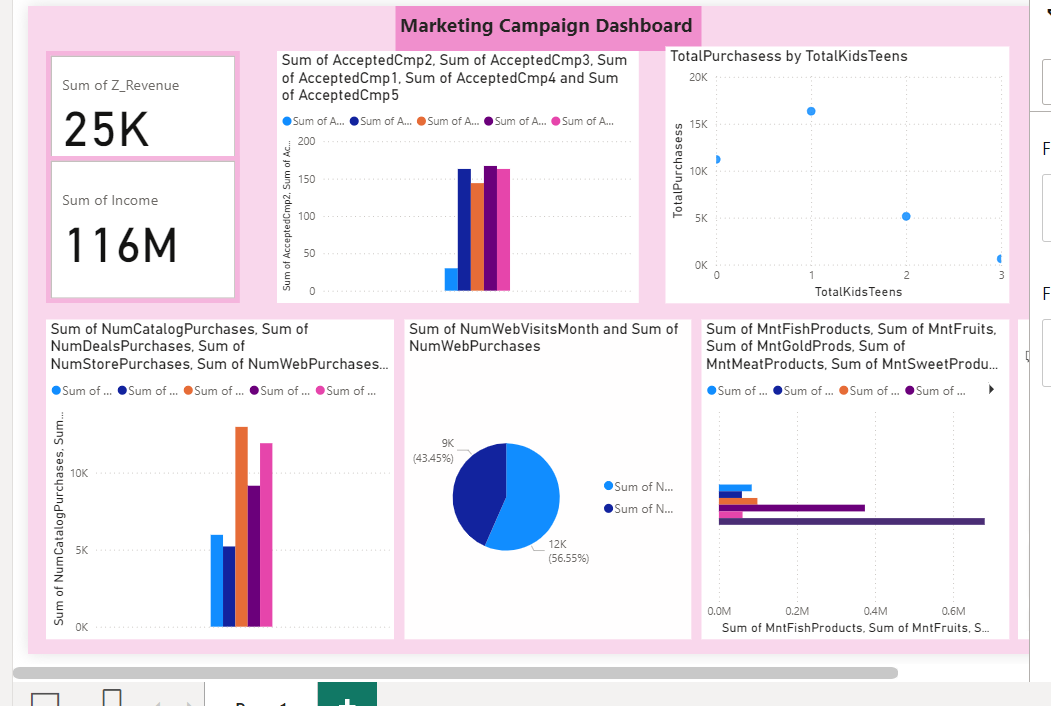 Marketing Campaign Dashboard
Sum of Z_Revenue
25K
Sum of Income
116M
Sum of AcceptedCmp2, Sum of AcceptedCmp3, Sum
of AcceptedCmp1, Sum of AcceptedCmp4 and Sum
of AcceptedCmp5
Sum of A... Sum of A... Sum of A... Sum of A... Sum of A...
Sum of AcceptedCmp2, Sum of Ac...
200
150
100
50
0
TotalPurchasess by TotalKidsTeens
TotalPurchasess
20K
15K
10K
5K
0K
0 1 2 3
TotalKidsTeens
Sum of NumCatalogPurchases, Sum of
NumDealsPurchases, Sum of
NumStorePurchases, Sum of NumWebPurchases...
Sum of ... Sum of ... Sum of ... Sum of ... Sum of ...
Sum of NumCatalogPurchases, Sum...
10K
5K
0K
Sum of NumWebVisitsMonth and Sum of
NumWebPurchases
9K
(43.45%)
12K
(56.55%)
Sum of N...
Sum of N...
Sum of MntFishProducts, Sum of MntFruits,
Sum of MntGoldProds, Sum of
MntMeatProducts, Sum of MntSweetProdu...
Sum of ... Sum of ... Sum of ... Sum of ...
0.0M 0.2M 0.4M 0.6M
Sum of MntFishProducts, Sum of MntFruits, S...
F
F